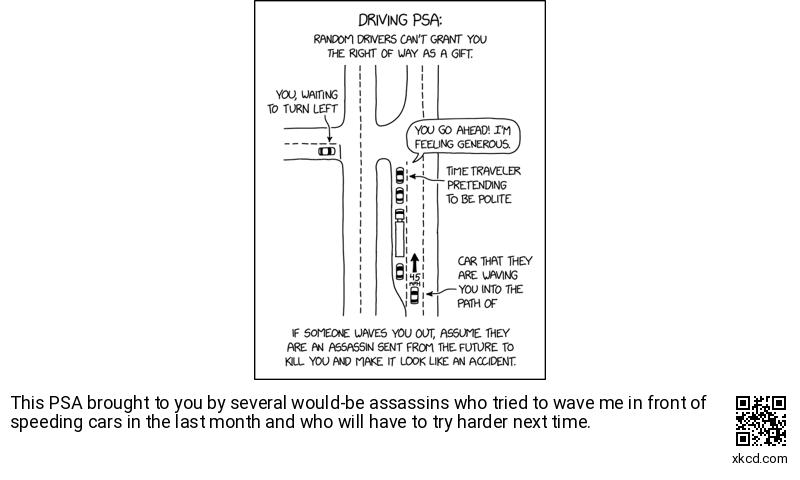 DRIVING PSA:
RANDOM DRIVERS CAN'T GRANT YOU
THE RIGHT OF WAY AS A GIFT.
YOU, WAITING
TO TURN LEFT
YOU GO AHEAD! I'M
FEELING GENEROUS.
TIME TRAVELER
PRETENDING
TO BE POLITE
CAR THAT THEY
ARE WAVING
YOU INTO THE
PATH OF
45
IF SOMEONE WAVES YOU OUT, ASSUME THEY
ARE AN ASSASSIN SENT FROM THE FUTURE TO
KILL YOU AND MAKE IT LOOK LIKE AN ACCIDENT.
This PSA brought to you by several would-be assassins who tried to wave me in front of
speeding cars in the last month and who will have to try harder next time.
xkcd.com